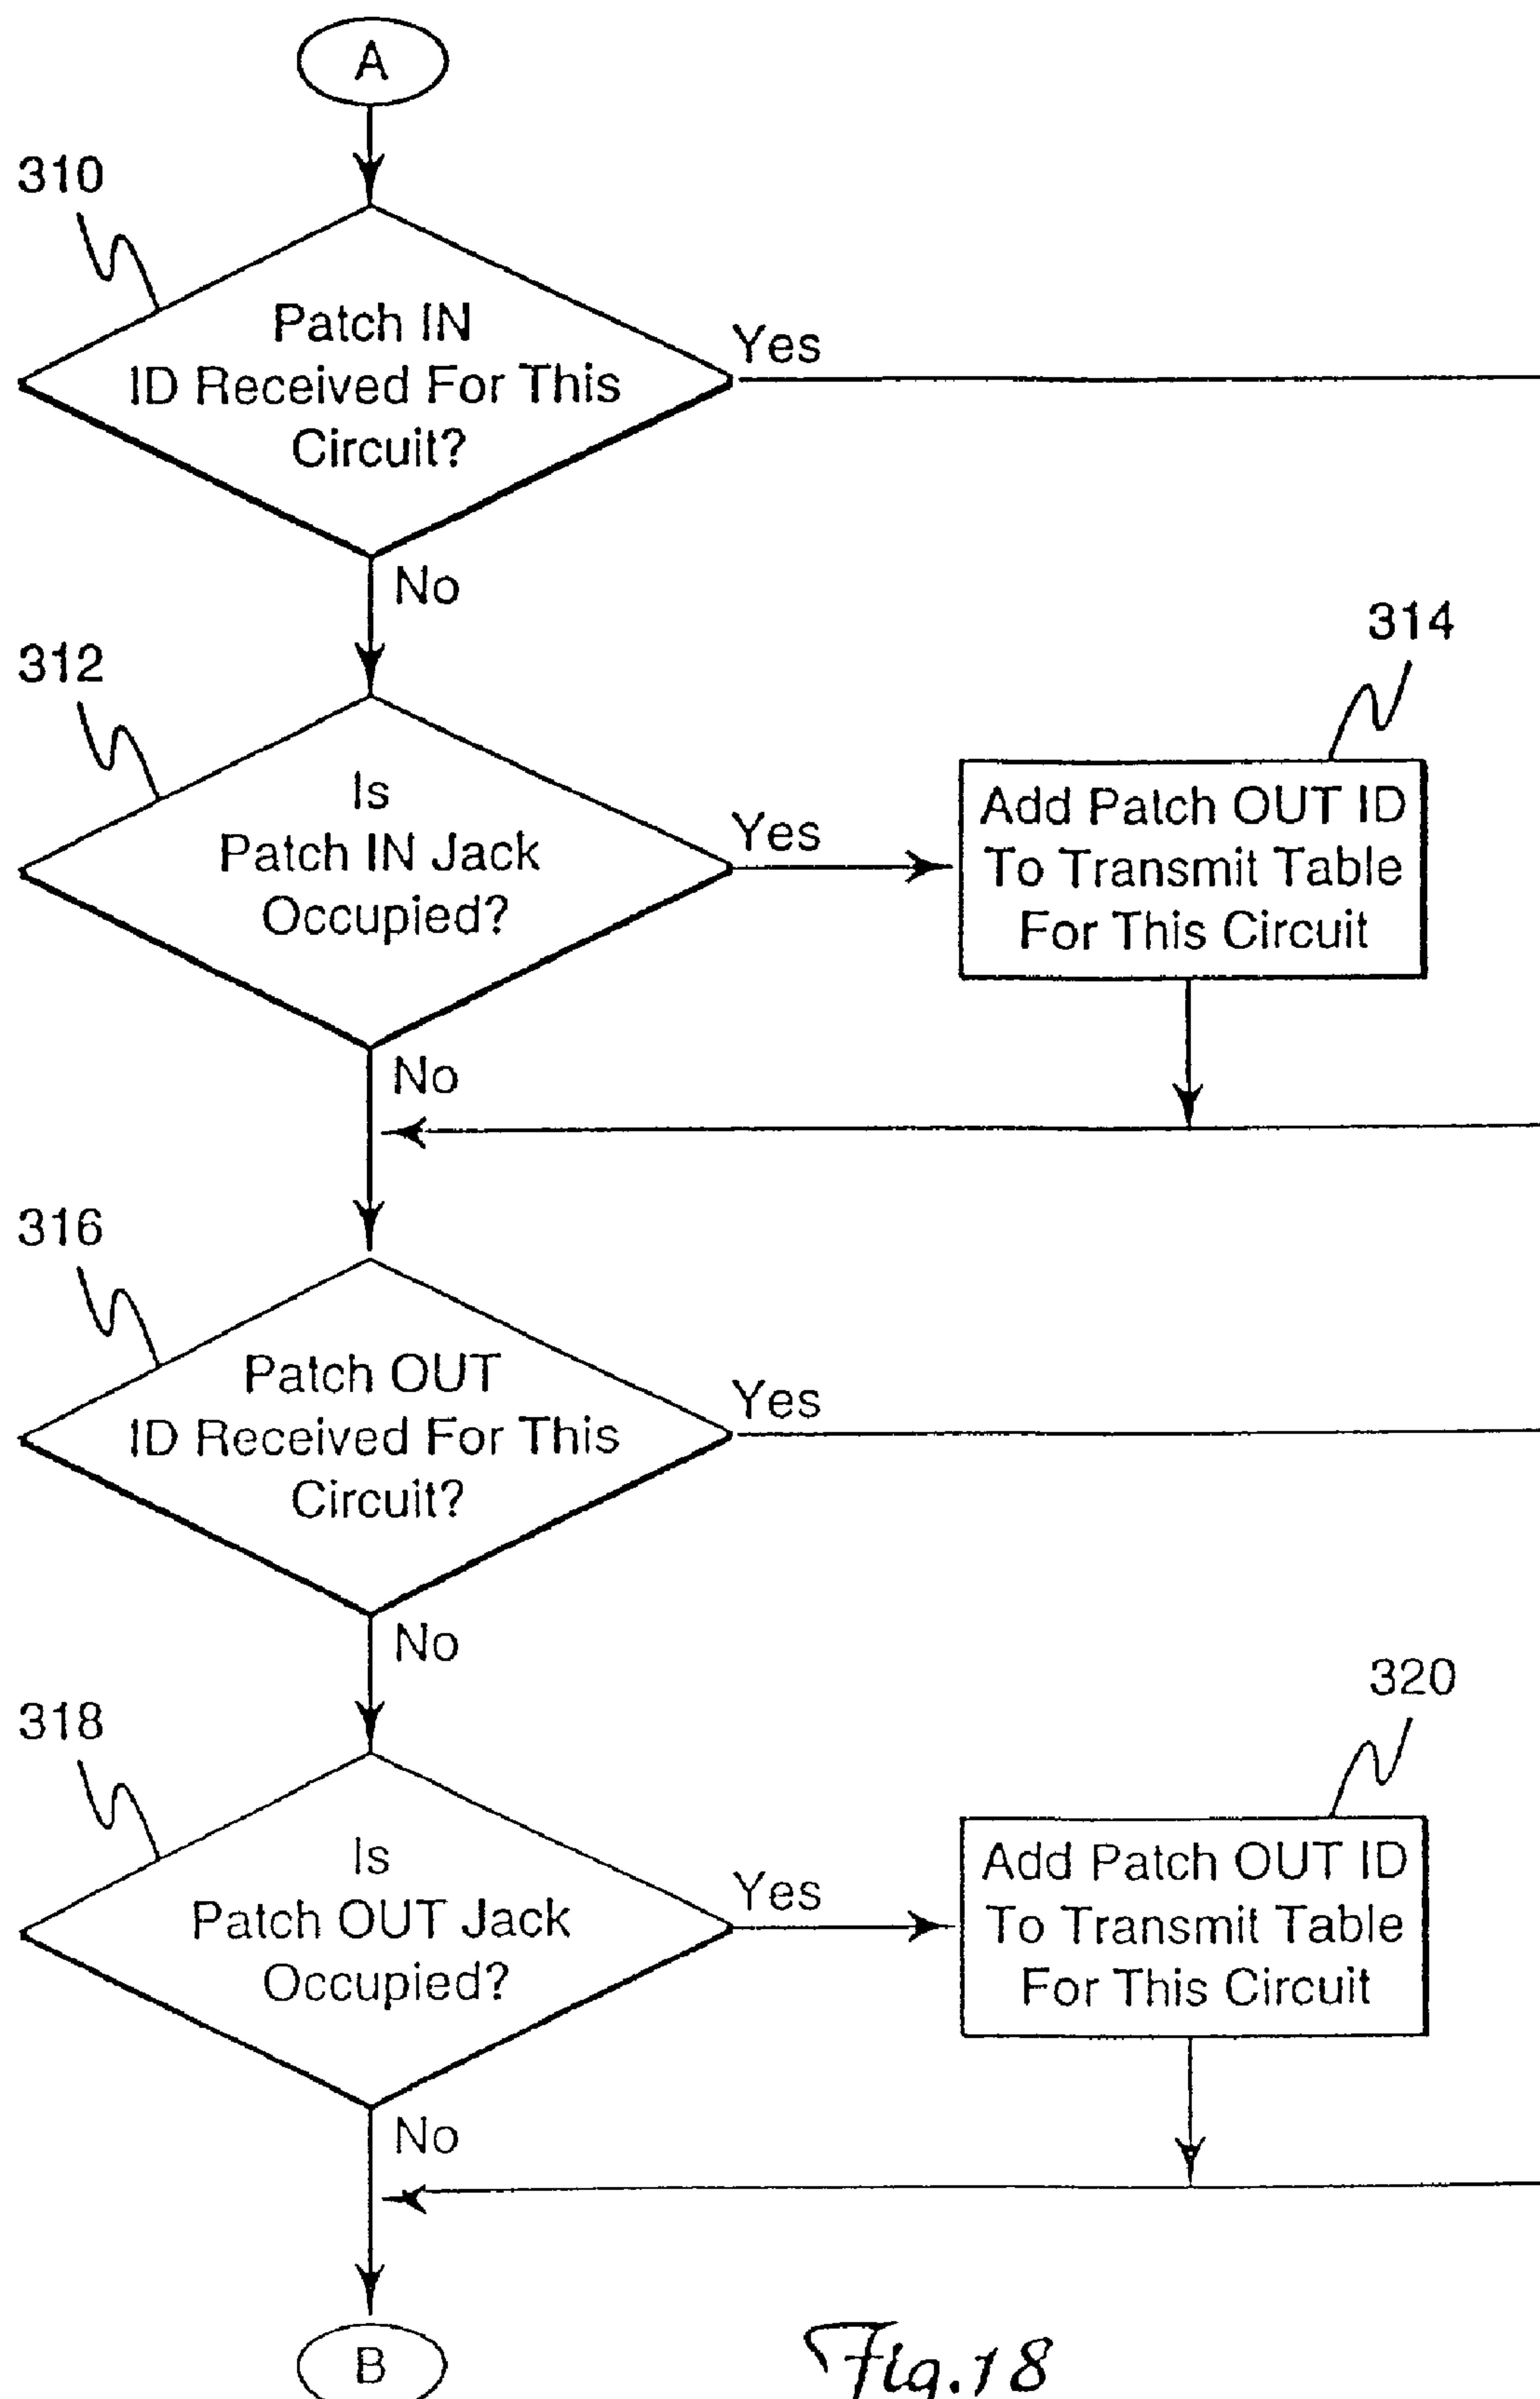 A
310
Patch IN
ID Received For This
Circuit?
Yes
No
312
Is
Patch IN Jack
Occupied?
Yes
314
Add Patch OUT ID
To Transmit Table
For This Circuit
No
316
Patch OUT
ID Received For This
Circuit?
Yes
No
318
Is
Patch OUT Jack
Occupied?
Yes
320
Add Patch OUT ID
To Transmit Table
For This Circuit
No
B
Fig.18